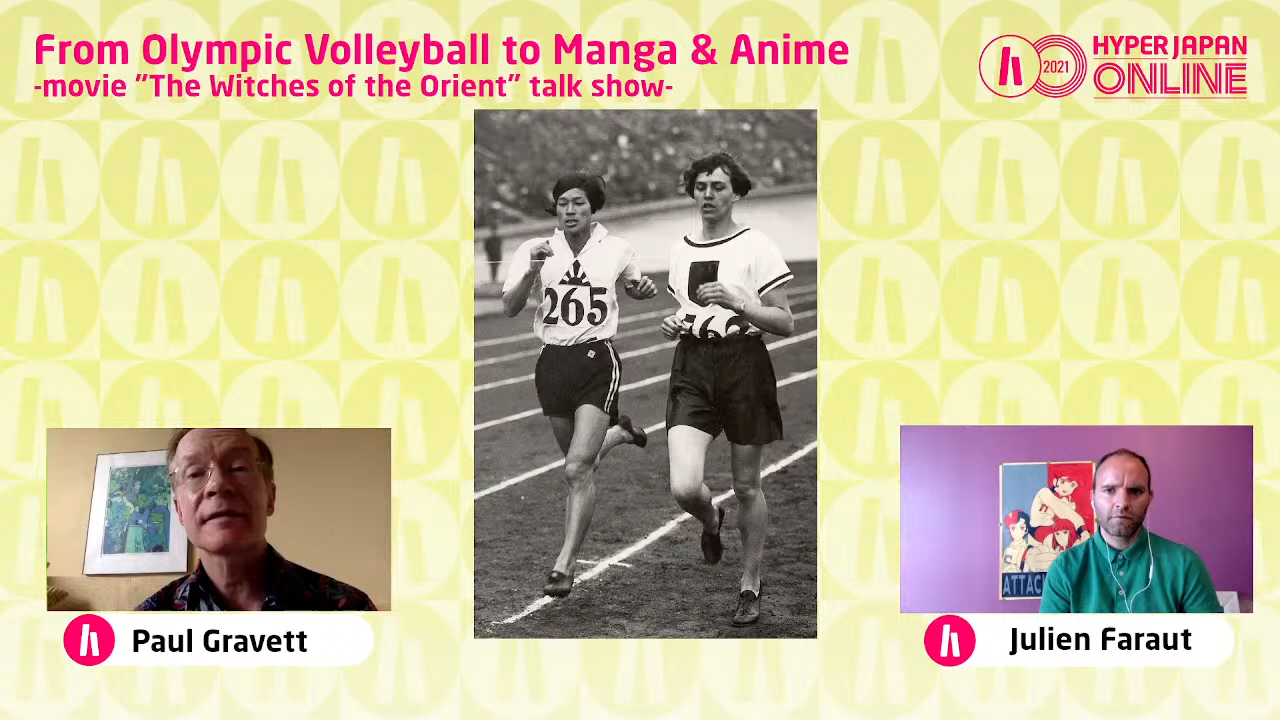 From Olympic Volleyball to Manga & Anime
-movie "The Witches of the Orient" talk show-
2021
HYPER JAPAN
ONLINE
265
ATTAC
Paul Gravett
Julien Faraut